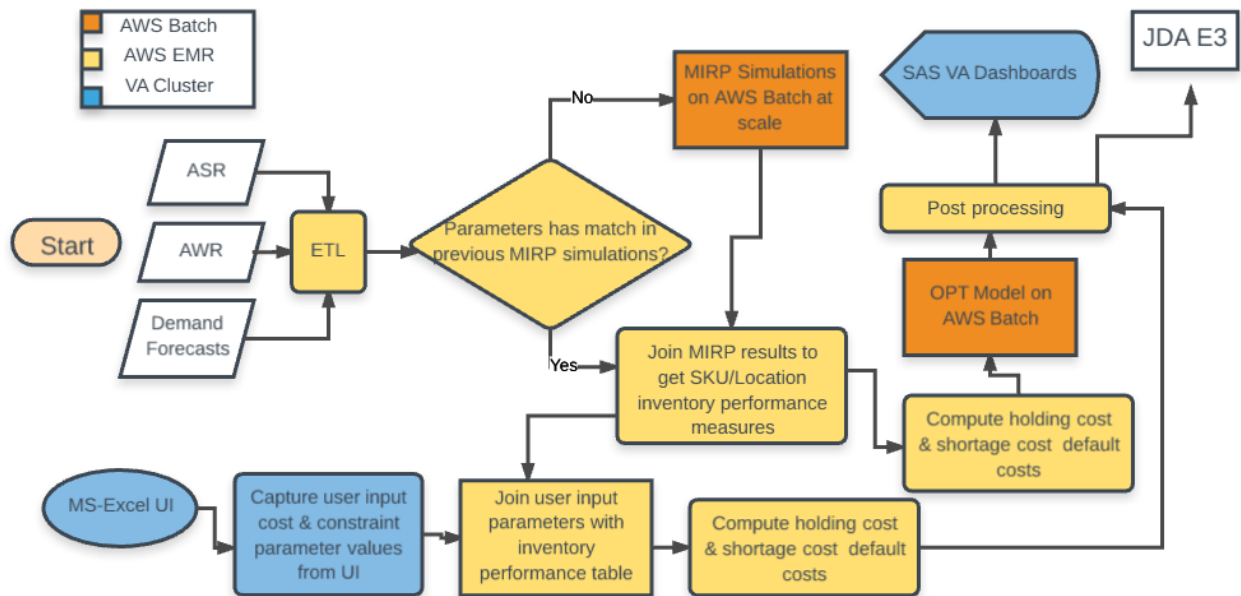 AWS Batch
AWS EMR
VA Cluster
JDA E3
SAS VA Dashboards
MIRP Simulations
on AWS Batch at
scale
No
ASR
AWR
Demand
Forecasts
Start
ETL
Parameters has match in
previous MIRP simulations?
Yes
Post processing
OPT Model on
AWS Batch
Join MIRP results to
get SKU/Location
inventory performance
measures
Compute holding cost
& shortage cost default
costs
MS-Excel UI
Capture user input
cost & constraint
parameter values
from UI
Join user input
parameters with
inventory
performance table
Compute holding cost
& shortage cost default
costs